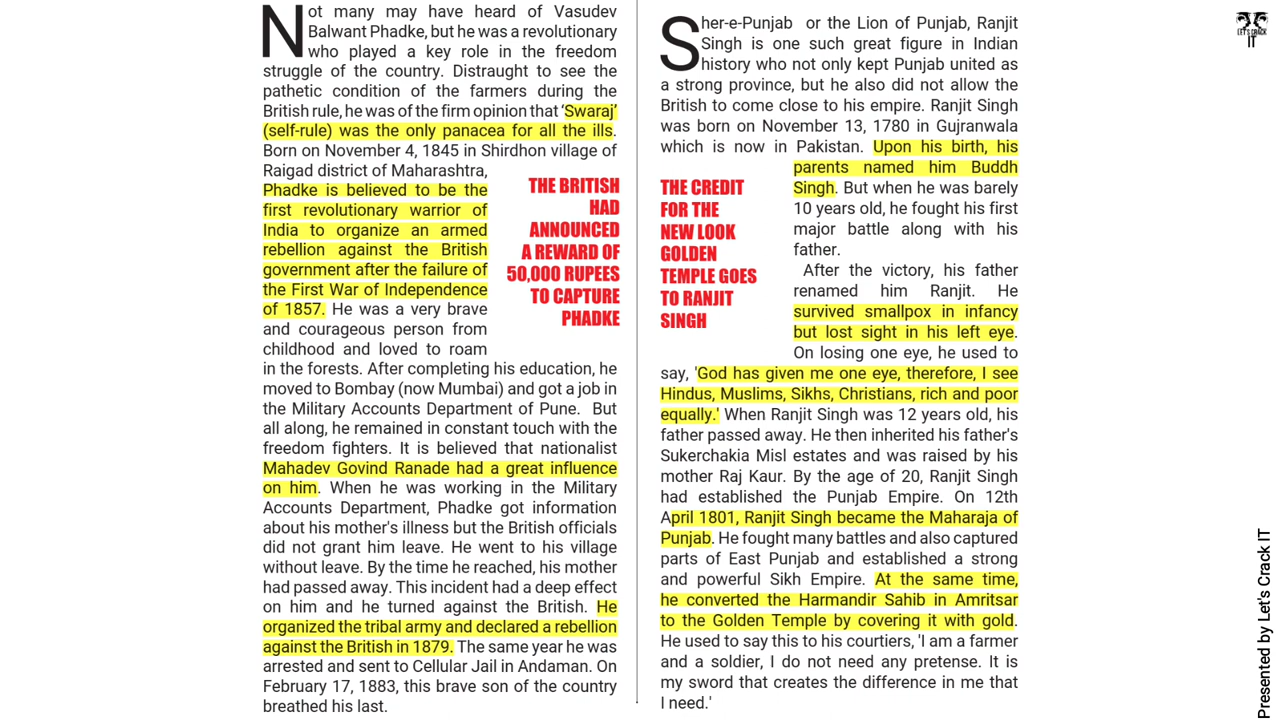 Not many may have heard of Vasudev
Balwant Phadke, but he was a revolutionary
who played a key role in the freedom
struggle of the country. Distraught to see the
pathetic condition of the farmers during the
British rule, he was of the firm opinion that ‘Swaraj’
(self-rule) was the only panacea for all the ills.
Born on November 4, 1845 in Shirdhon village of
Raigad district of Maharashtra,
Phadke is believed to be the
first revolutionary warrior of
India to organize an armed
rebellion against the British
government after the failure of
the First War of Independence
of 1857. He was a very brave
and courageous person from
childhood and loved to roam
in the forests. After completing his education, he
moved to Bombay (now Mumbai) and got a job in
the Military Accounts Department of Pune. But
all along, he remained in constant touch with the
freedom fighters. It is believed that nationalist
Mahadev Govind Ranade had a great influence
on him. When he was working in the Military
Accounts Department, Phadke got information
about his mother's illness but the British officials
did not grant him leave. He went to his village
without leave. By the time he reached, his mother
had passed away. This incident had a deep effect
on him and he turned against the British. He
organized the tribal army and declared a rebellion
against the British in 1879. The same year he was
arrested and sent to Cellular Jail in Andaman. On
February 17, 1883, this brave son of the country
breathed his last.
THE BRITISH
HAD
ANNOUNCED
A REWARD OF
50,000 RUPEES
TO CAPTURE
PHADKE
Sher-e-Punjab or the Lion of Punjab, Ranjit
Singh is one such great figure in Indian
history who not only kept Punjab united as
a strong province, but he also did not allow the
British to come close to his empire. Ranjit Singh
was born on November 13, 1780 in Gujranwala
which is now in Pakistan. Upon his birth, his
parents named him Buddh
Singh. But when he was barely
10 years old, he fought his first
major battle along with his
father.
After the victory, his father
renamed him Ranjit. He
survived smallpox in infancy
but lost sight in his left eye.
On losing one eye, he used to
say, 'God has given me one eye, therefore, I see
Hindus, Muslims, Sikhs, Christians, rich and poor
equally.' When Ranjit Singh was 12 years old, his
father passed away. He then inherited his father's
Sukerchakia Misl estates and was raised by his
mother Raj Kaur. By the age of 20, Ranjit Singh
had established the Punjab Empire. On 12th
April 1801, Ranjit Singh became the Maharaja of
Punjab. He fought many battles and also captured
parts of East Punjab and established a strong
and powerful Sikh Empire. At the same time,
he converted the Harmandir Sahib in Amritsar
to the Golden Temple by covering it with gold.
He used to say this to his courtiers, 'I am a farmer
and a soldier, I do not need any pretense. It is
my sword that creates the difference in me that
I need.'
THE CREDIT
FOR THE
NEW LOOK
GOLDEN
TEMPLE GOES
TO RANJIT
SINGH
LET'S CRACK
IT
Presented by Let's Crack IT